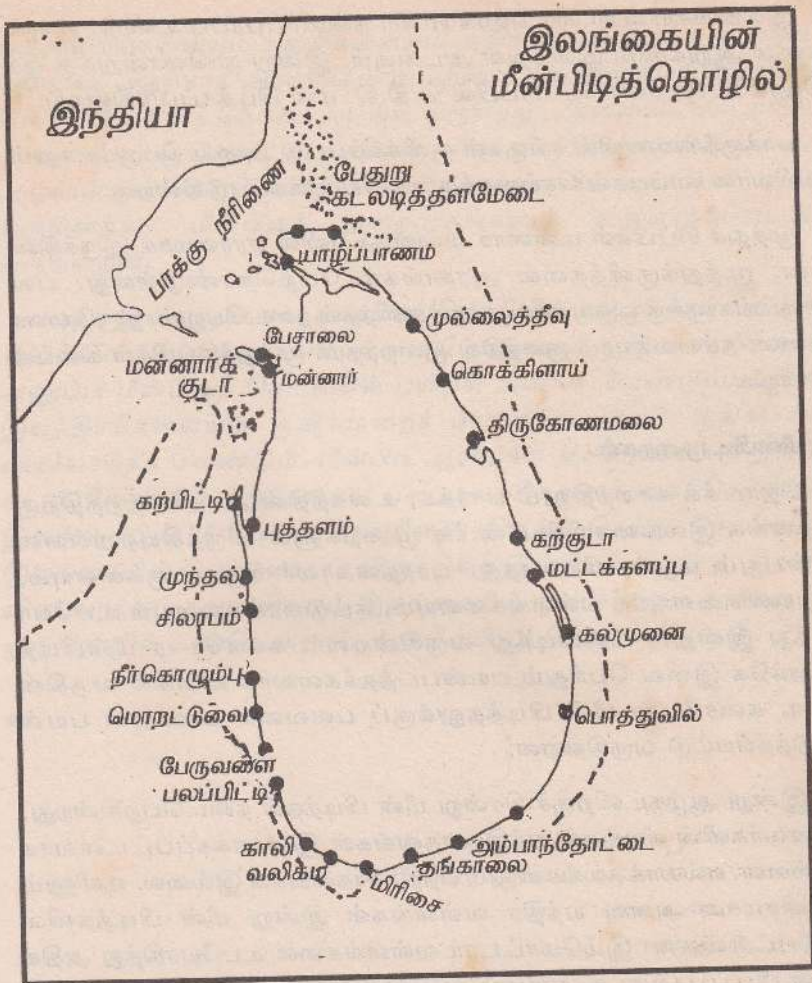 இலங்கையின்
மீன்பிடித்தொழில்
இந்தியா
பேதுறு
கடலடித்தளமேடை
பாக்கு நீரிணை
யாழ்ப்பாணம்
முல்லைத்தீவு
பேசாலை
மன்னார்க்
குடா
மன்னார்
கொக்கிளாய்
திருகோணமலை
கற்பிட்டி
புத்தளம்
கற்குடா
முந்தல்
மட்டக்களப்பு
சிலாபம்
கல்முனை
நீர்கொழும்பு
மொறட்டுவை
பொத்துவில்
பேருவளை
பலப்பிட்டி
அம்பாந்தோட்டை
காலி
வலிகம
தங்காலை
மிரிசை